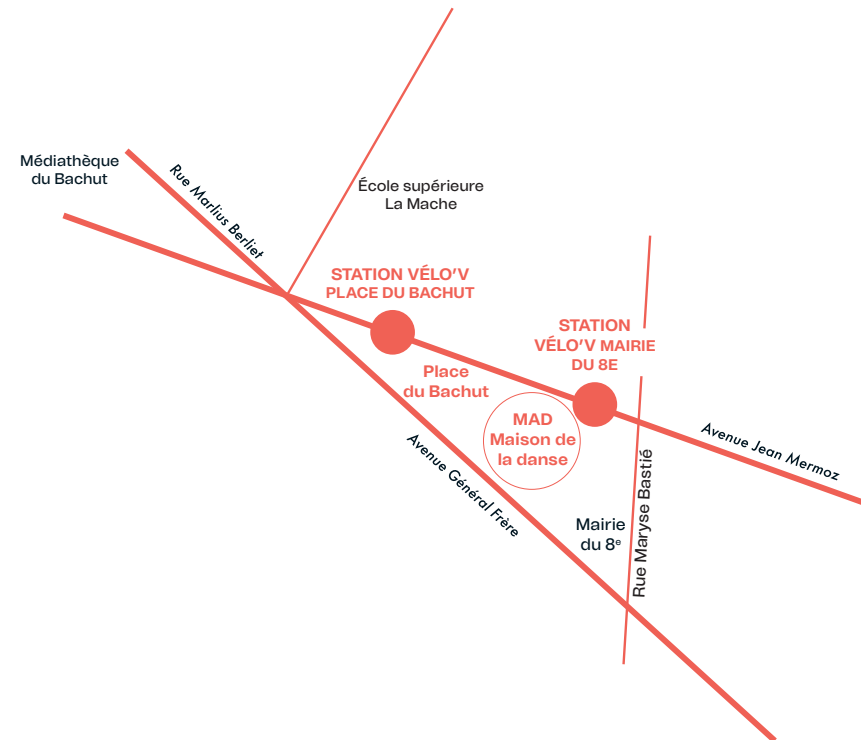 Médiathèque
du Bachut
Rue Marlius Berliet
École supérieure
La Mache
STATION VÉLO'V
PLACE DU BACHUT
STATION
VÉLO'V MAIRIE
DU 8E
Place
du Bachut
MAD
Maison de
la danse
Avenue Jean Mermoz
Avenue Général Frère
Mairie
du 8ᵉ
Rue Maryse Bastié